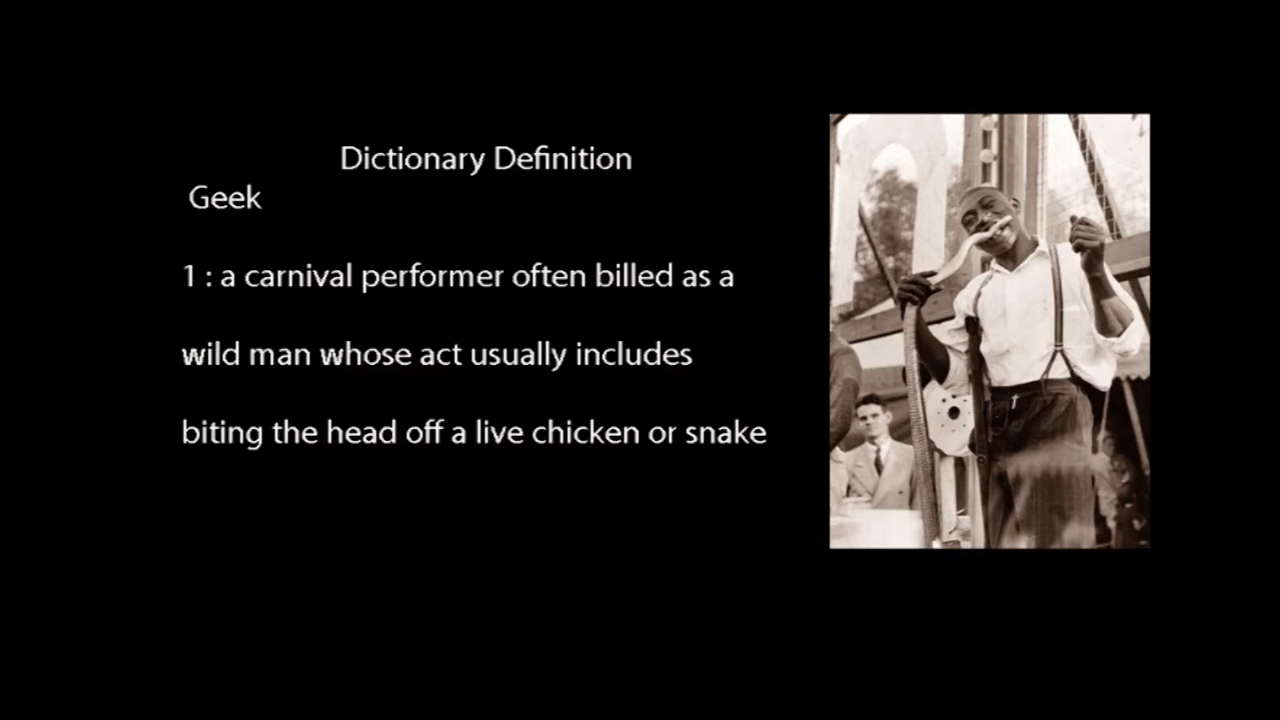 Dictionary Definition
Geek
1 : a carnival performer often billed as a
wild man whose act usually includes
biting the head off a live chicken or snake